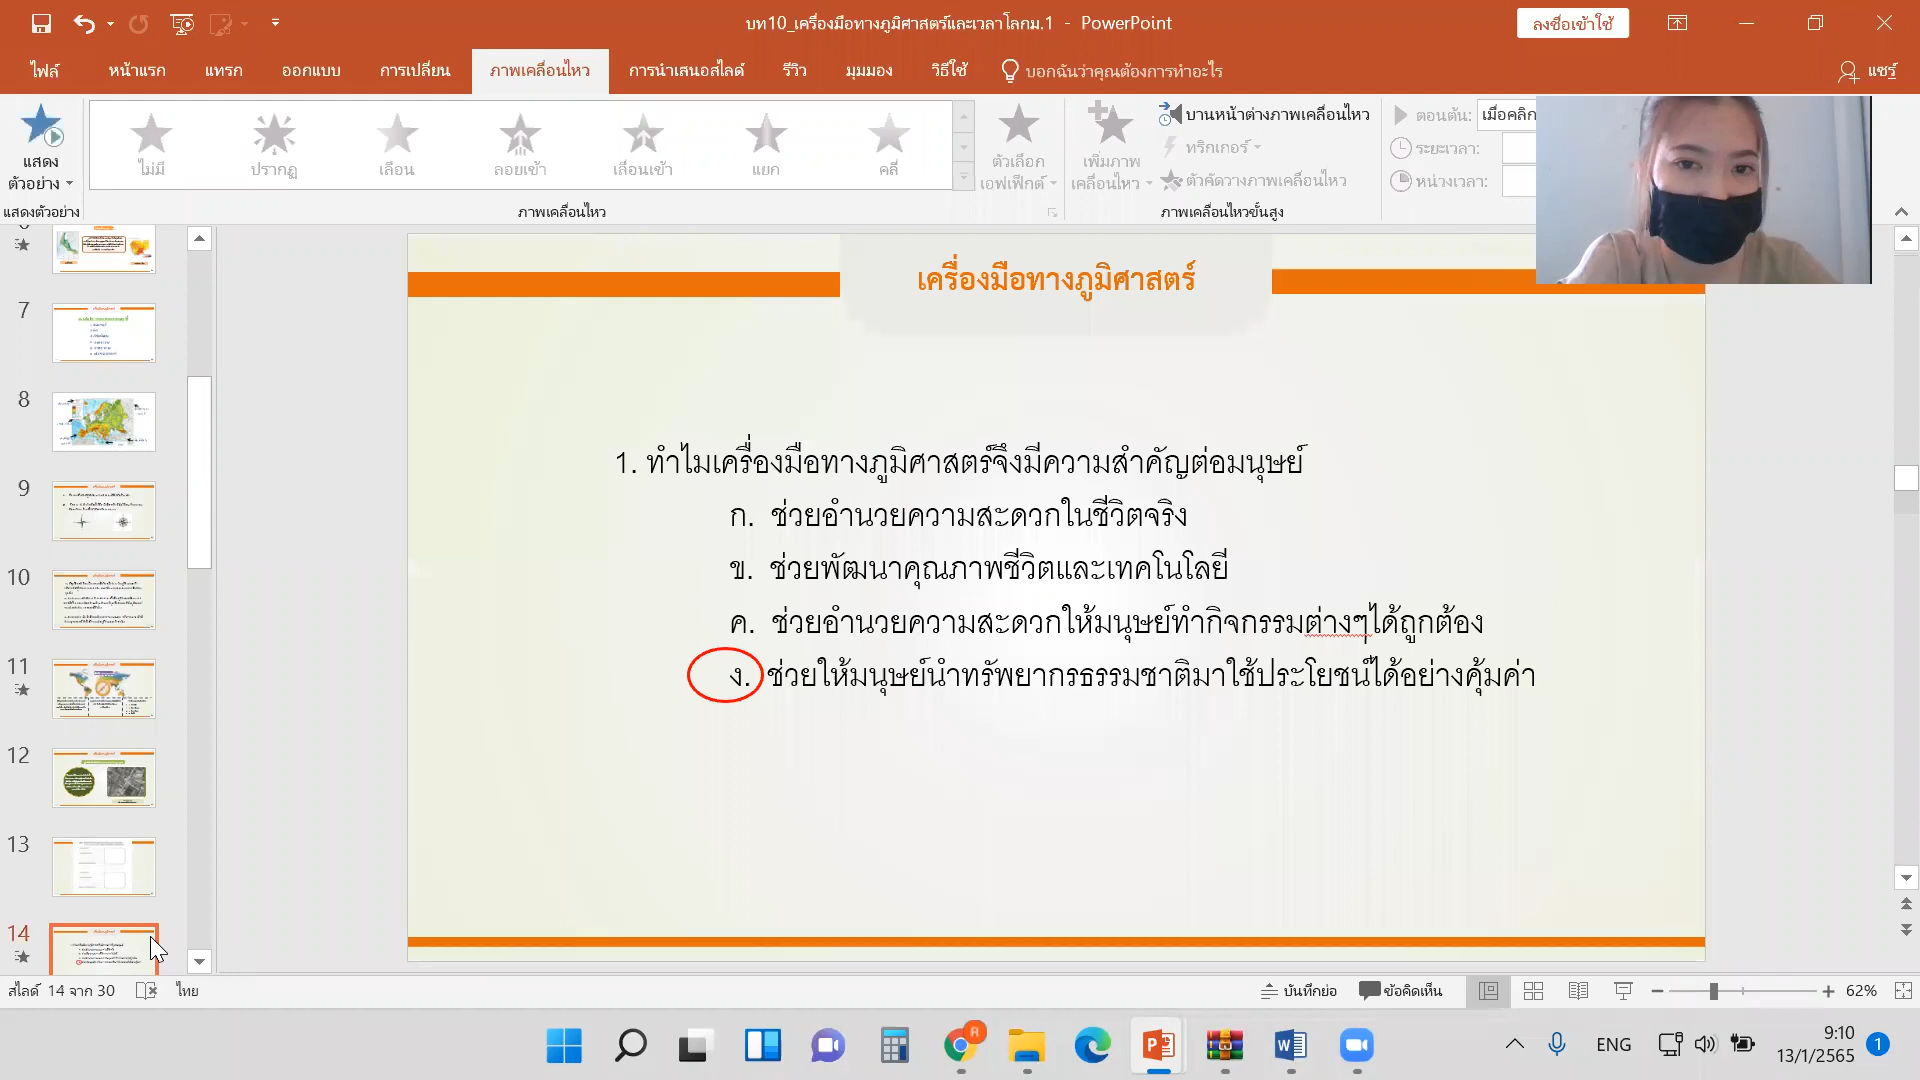 บท10_เครื่องมือทางภูมิศาสตร์และเวลาโลกม.1 - PowerPoint
ลงชื่อเข้าใช้
ไฟล์ หน้าแรก แทรก ออกแบบ การเปลี่ยน ภาพเคลื่อนไหว การนำเสนอสไลด์ รีวิว มุมมอง วิธีใช้ บอกฉันว่าคุณต้องการทำอะไร แชร์
แสดงตัวอย่าง
ไม่มี ปรากฏ เลือน ลอยเข้า เลื่อนเข้า แยก คลี่
ตัวเลือกเอฟเฟ็กต์
เพิ่มภาพเคลื่อนไหว
บานหน้าต่างภาพเคลื่อนไหว
ทริกเกอร์
ตัวคัดวางภาพเคลื่อนไหว
ตอนต้น: เมื่อคลิก
ระยะเวลา:
หน่วงเวลา:
แสดงตัวอย่าง ภาพเคลื่อนไหว ภาพเคลื่อนไหวขั้นสูง
7
8
9
10
11
12
13
14
เครื่องมือทางภูมิศาสตร์
1. ทำไมเครื่องมือทางภูมิศาสตร์จึงมีความสำคัญต่อมนุษย์
ก. ช่วยอำนวยความสะดวกในชีวิตจริง
ข. ช่วยพัฒนาคุณภาพชีวิตและเทคโนโลยี
ค. ช่วยอำนวยความสะดวกให้มนุษย์ทำกิจกรรมต่างๆได้ถูกต้อง
ง. ช่วยให้มนุษย์นำทรัพยากรธรรมชาติมาใช้ประโยชน์ได้อย่างคุ้มค่า
สไลด์ 14 จาก 30 ไทย บันทึกย่อ ข้อคิดเห็น 62%
R
ENG
9:10
13/1/2565
1